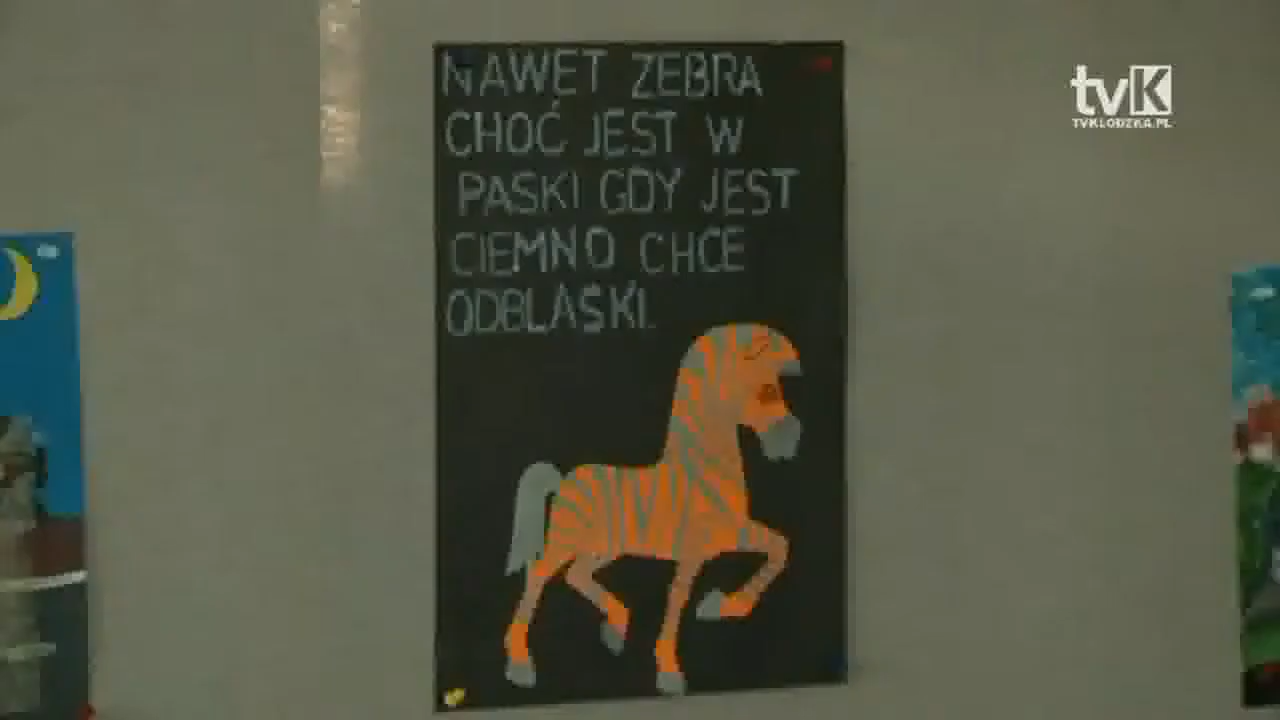 NAWET ZEBRA
CHOĆ JEST W
PASKI GDY JEST
CIEMNO CHCE
ODBLASKI.
tvK
TVKLODZKA.PL